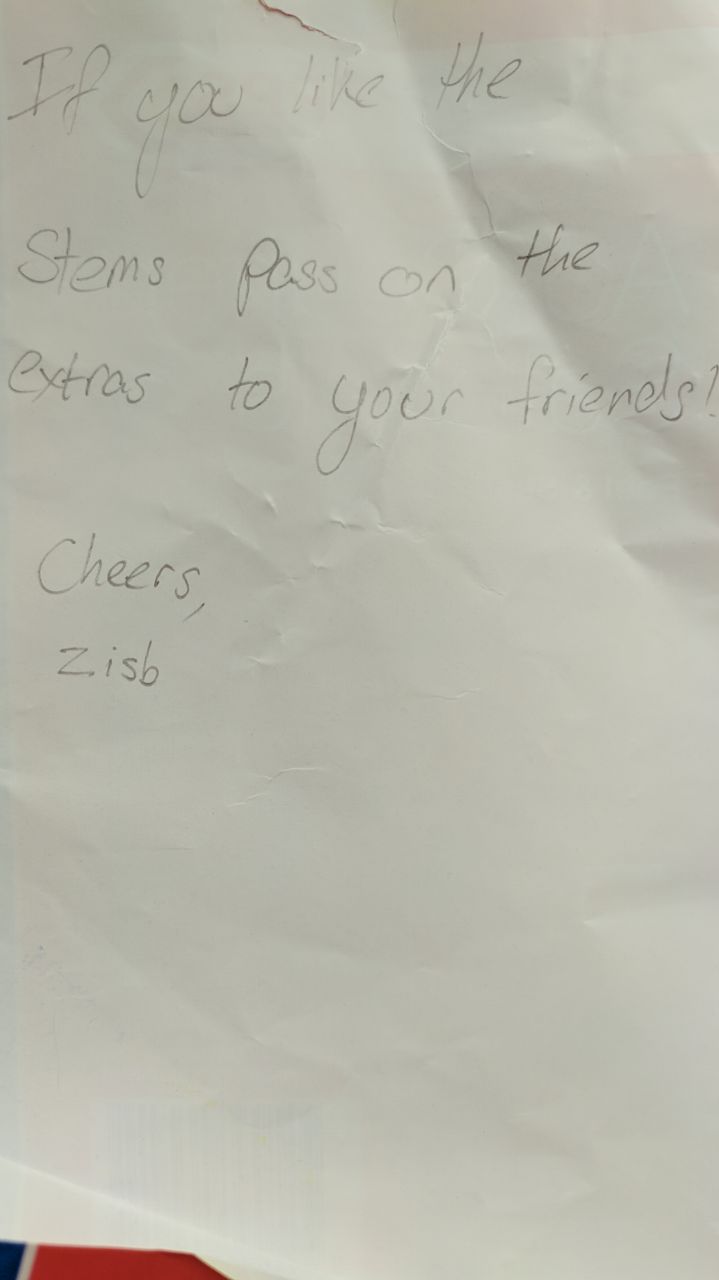 If you like the
Stems pass on the
extras to your friends!
Cheers,
Zisb